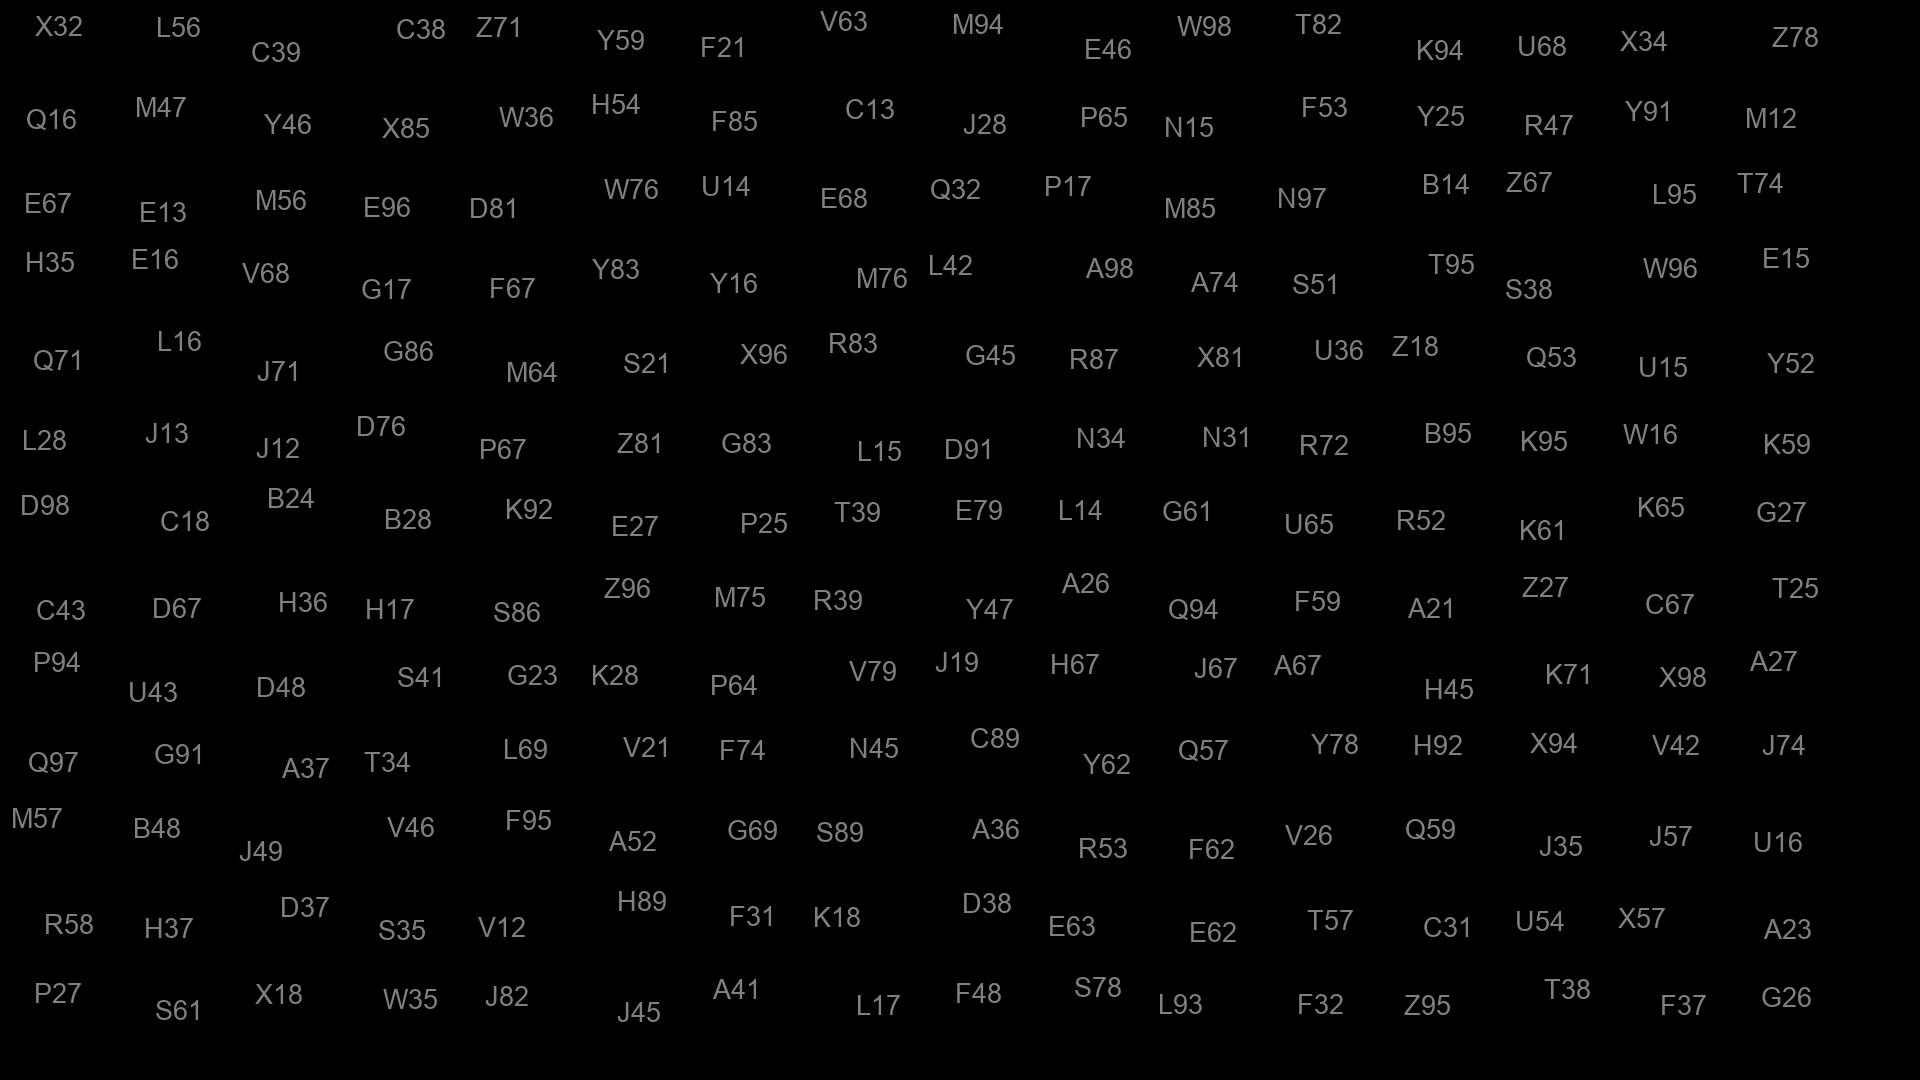 X32 L56 C39 C38 Z71 Y59 F21 V63 M94 E46 W98 T82 K94 U68 X34 Z78
Q16 M47 Y46 X85 W36 H54 F85 C13 J28 P65 N15 F53 Y25 R47 Y91 M12
E67 E13 M56 E96 D81 W76 U14 E68 Q32 P17 M85 N97 B14 Z67 L95 T74
H35 E16 V68 G17 F67 Y83 Y16 M76 L42 A98 A74 S51 T95 S38 W96 E15
Q71 L16 J71 G86 M64 S21 X96 R83 G45 R87 X81 U36 Z18 Q53 U15 Y52
L28 J13 J12 D76 P67 Z81 G83 L15 D91 N34 N31 R72 B95 K95 W16 K59
D98 C18 B24 B28 K92 E27 P25 T39 E79 L14 G61 U65 R52 K61 K65 G27
C43 D67 H36 H17 S86 Z96 M75 R39 Y47 A26 Q94 F59 A21 Z27 C67 T25
P94 U43 D48 S41 G23 K28 P64 V79 J19 H67 J67 A67 H45 K71 X98 A27
Q97 G91 A37 T34 L69 V21 F74 N45 C89 Y62 Q57 Y78 H92 X94 V42 J74
M57 B48 J49 V46 F95 A52 G69 S89 A36 R53 F62 V26 Q59 J35 J57 U16
R58 H37 D37 S35 V12 H89 F31 K18 D38 E63 E62 T57 C31 U54 X57 A23
P27 S61 X18 W35 J82 J45 A41 L17 F48 S78 L93 F32 Z95 T38 F37 G26